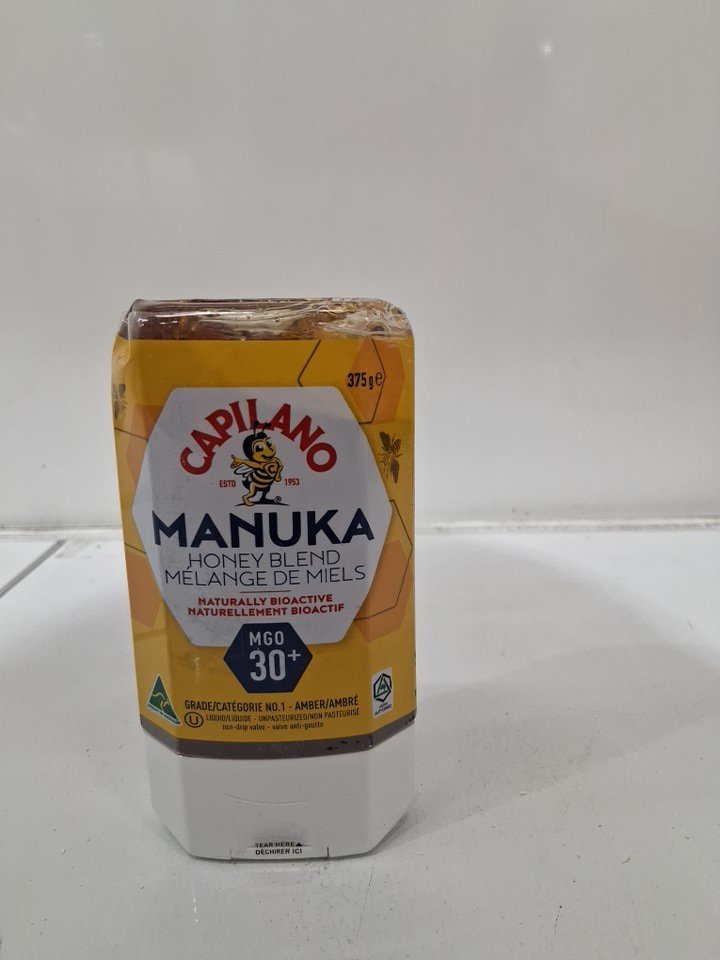 375 g e
CAPILANO
ESTD 1953
®
MANUKA
HONEY BLEND
MÉLANGE DE MIELS
NATURALLY BIOACTIVE
NATURELLEMENT BIOACTIF
MGO
30+
GRADE/CATÉGORIE NO.1 - AMBER/AMBRÉ
U LIQUID/LIQUIDE - UNPASTEURIZED/NON PASTEURISÉ
non-drip valve - valve anti-goutte
TEAR HERE▲
DÉCHIRER ICI